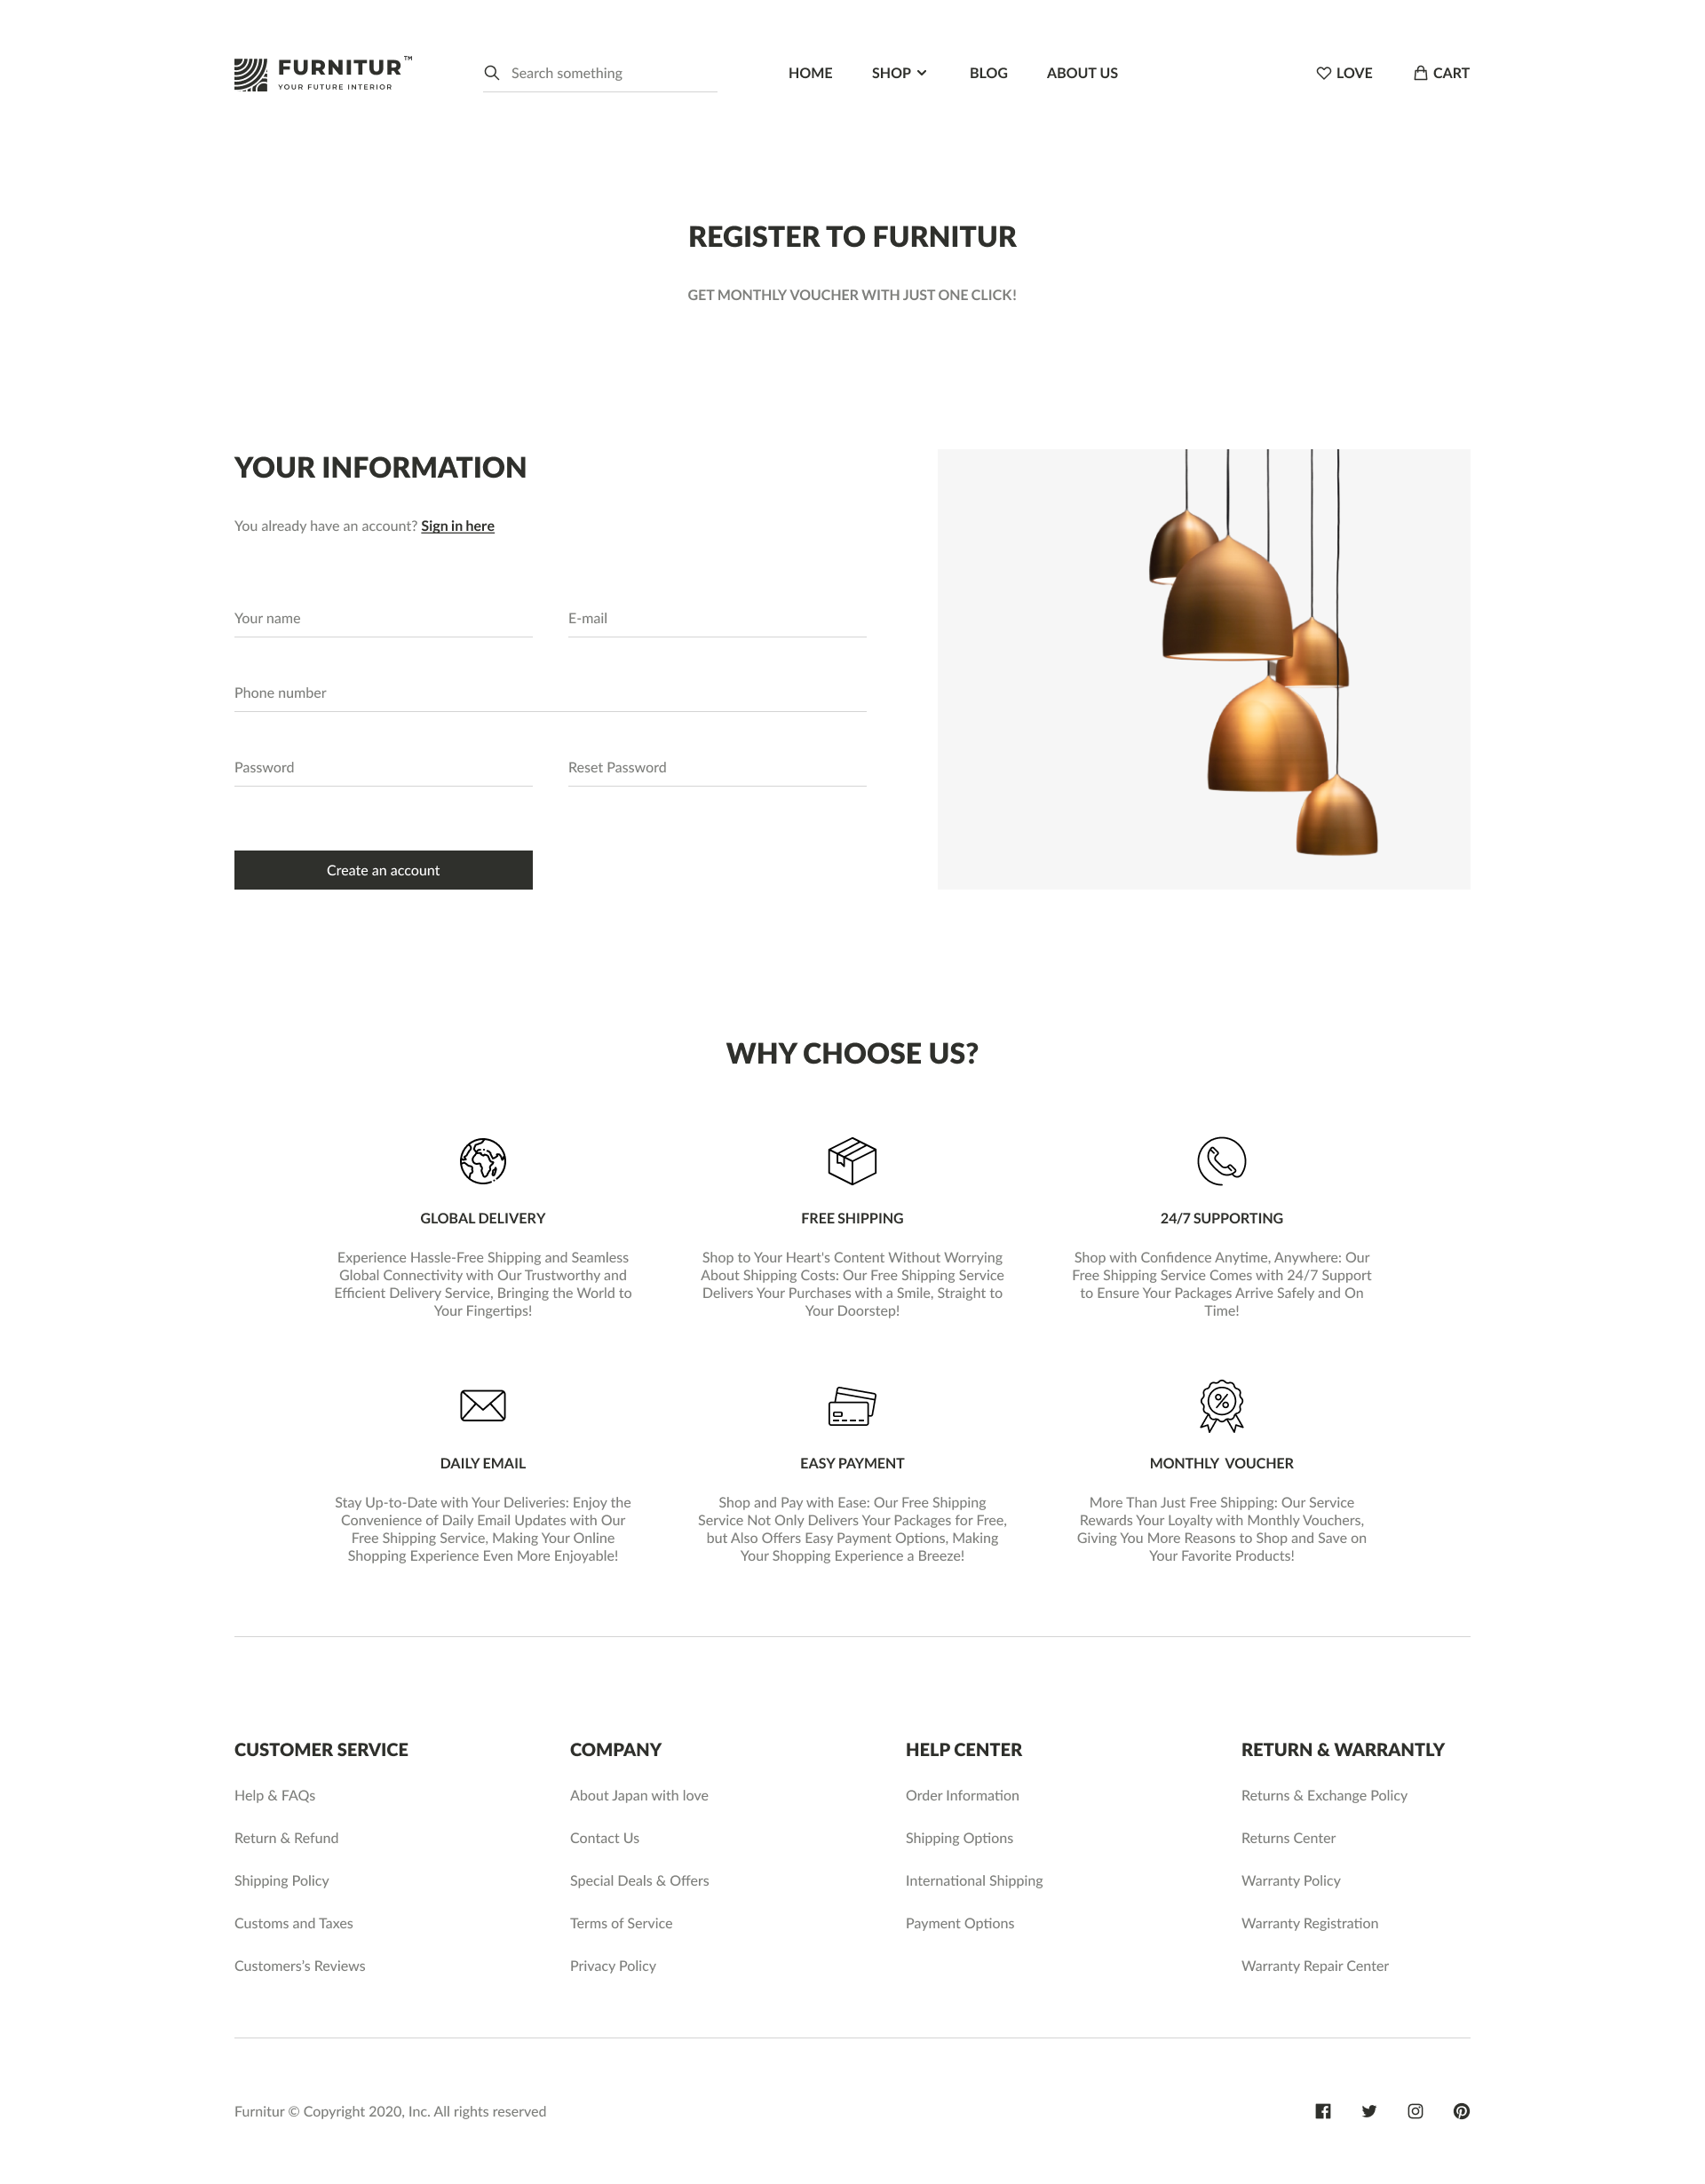 FURNITUR™
YOUR FUTURE INTERIOR
Search something
HOME
SHOP
BLOG
ABOUT US
LOVE
CART
REGISTER TO FURNITUR
GET MONTHLY VOUCHER WITH JUST ONE CLICK!
YOUR INFORMATION
You already have an account? Sign in here
Your name
E-mail
Phone number
Password
Reset Password
Create an account
WHY CHOOSE US?
GLOBAL DELIVERY
Experience Hassle-Free Shipping and Seamless
Global Connectivity with Our Trustworthy and
Efficient Delivery Service, Bringing the World to
Your Fingertips!
FREE SHIPPING
Shop to Your Heart's Content Without Worrying
About Shipping Costs: Our Free Shipping Service
Delivers Your Purchases with a Smile, Straight to
Your Doorstep!
24/7 SUPPORTING
Shop with Confidence Anytime, Anywhere: Our
Free Shipping Service Comes with 24/7 Support
to Ensure Your Packages Arrive Safely and On
Time!
DAILY EMAIL
Stay Up-to-Date with Your Deliveries: Enjoy the
Convenience of Daily Email Updates with Our
Free Shipping Service, Making Your Online
Shopping Experience Even More Enjoyable!
EASY PAYMENT
Shop and Pay with Ease: Our Free Shipping
Service Not Only Delivers Your Packages for Free,
but Also Offers Easy Payment Options, Making
Your Shopping Experience a Breeze!
MONTHLY VOUCHER
More Than Just Free Shipping: Our Service
Rewards Your Loyalty with Monthly Vouchers,
Giving You More Reasons to Shop and Save on
Your Favorite Products!
CUSTOMER SERVICE
Help & FAQs
Return & Refund
Shipping Policy
Customs and Taxes
Customers’s Reviews
COMPANY
About Japan with love
Contact Us
Special Deals & Offers
Terms of Service
Privacy Policy
HELP CENTER
Order Information
Shipping Options
International Shipping
Payment Options
RETURN & WARRANTLY
Returns & Exchange Policy
Returns Center
Warranty Policy
Warranty Registration
Warranty Repair Center
Furnitur © Copyright 2020, Inc. All rights reserved